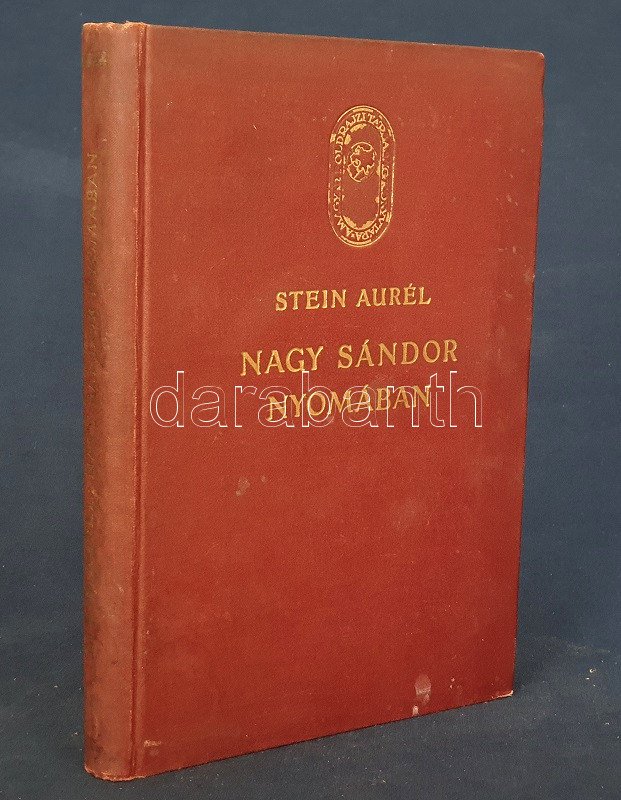 STEIN AURÉL
NAGY SÁNDOR
NYOMÁBAN
darabanth